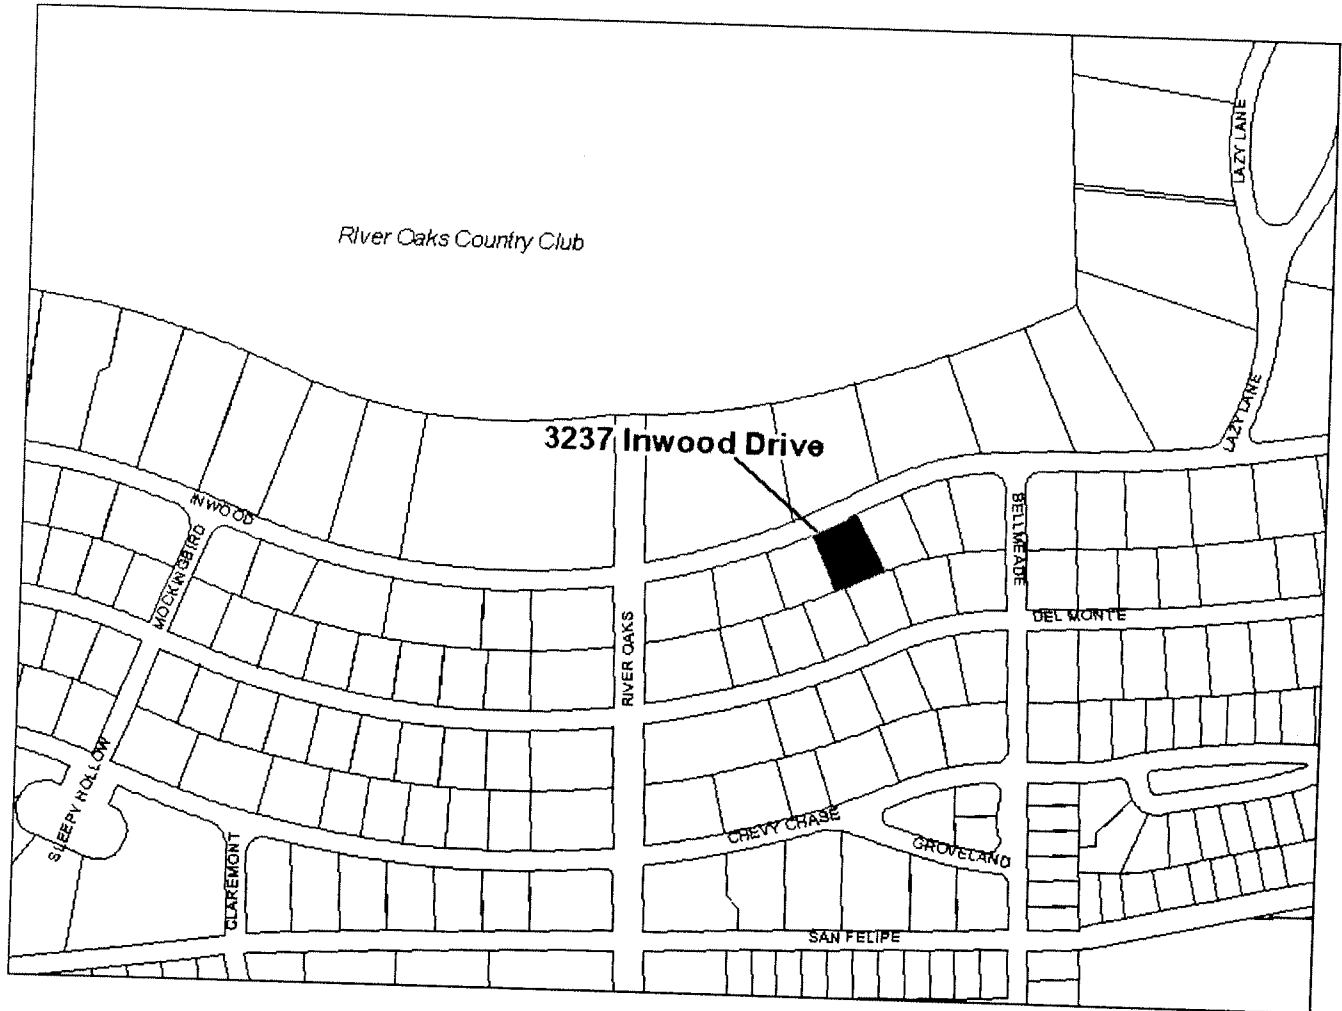 LAZY LANE
River Oaks Country Club
LAZY LANE
3237 Inwood Drive
INWOOD
MOCKINGBIRD
BELLMEADE
DEL MONTE
RIVER OAKS
SLEEPY HOLLOW
CHEVY CHASE
GROVELAND
CLAREMONT
SAN FELIPE